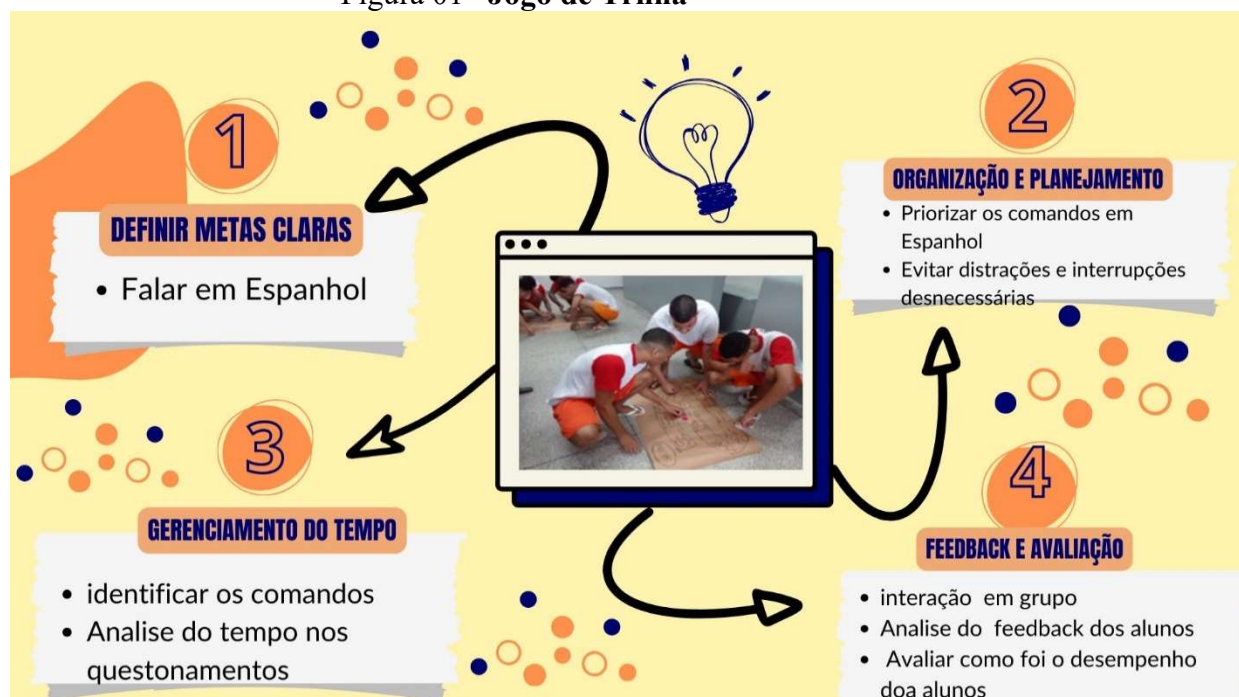 Figura 01 - Jogo de Trilha
1
DEFINIR METAS CLARAS
• Falar em Espanhol
2
ORGANIZAÇÃO E PLANEJAMENTO
• Priorizar os comandos em
Espanhol
• Evitar distrações e interrupções
desnecessárias
3
GERENCIAMENTO DO TEMPO
• identificar os comandos
• Analise do tempo nos
questonamentos
4
FEEDBACK E AVALIAÇÃO
• interação em grupo
• Analise do feedback dos alunos
• Avaliar como foi o desempenho
doa alunos